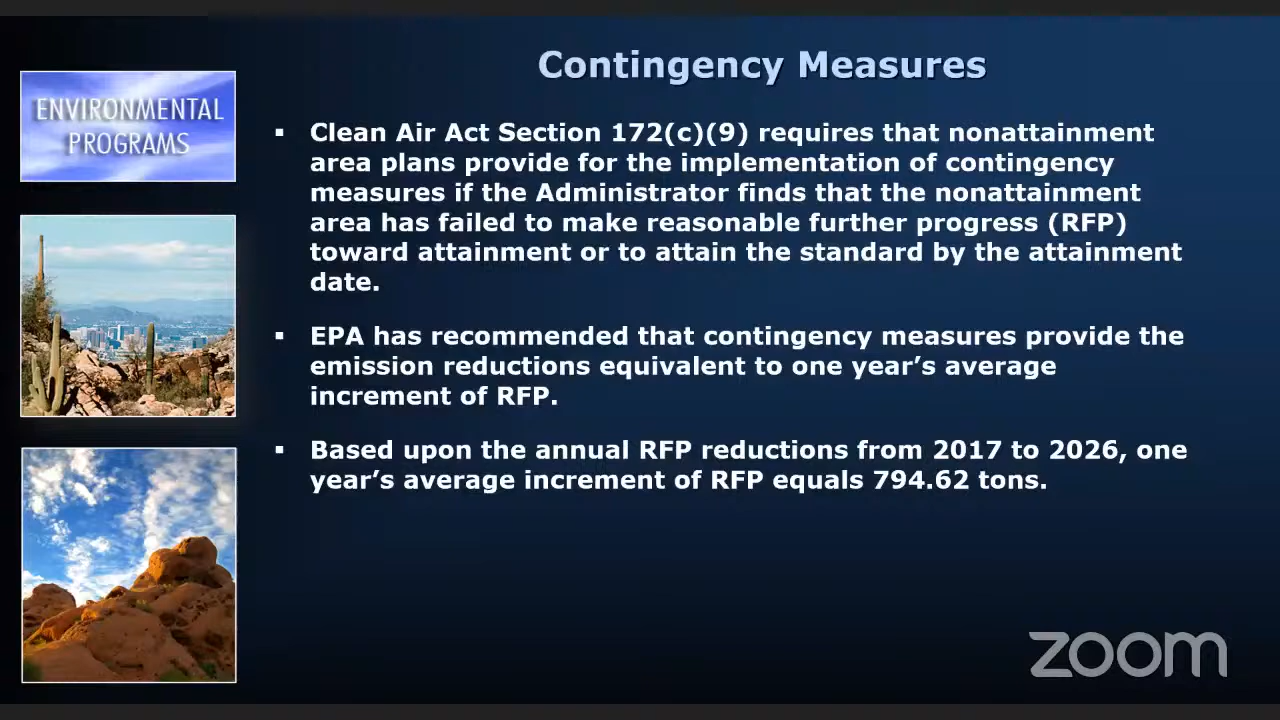 Contingency Measures
ENVIRONMENTAL
PROGRAMS
▪ Clean Air Act Section 172(c)(9) requires that nonattainment
area plans provide for the implementation of contingency
measures if the Administrator finds that the nonattainment
area has failed to make reasonable further progress (RFP)
toward attainment or to attain the standard by the attainment
date.
▪ EPA has recommended that contingency measures provide the
emission reductions equivalent to one year’s average
increment of RFP.
▪ Based upon the annual RFP reductions from 2017 to 2026, one
year’s average increment of RFP equals 794.62 tons.
zoom